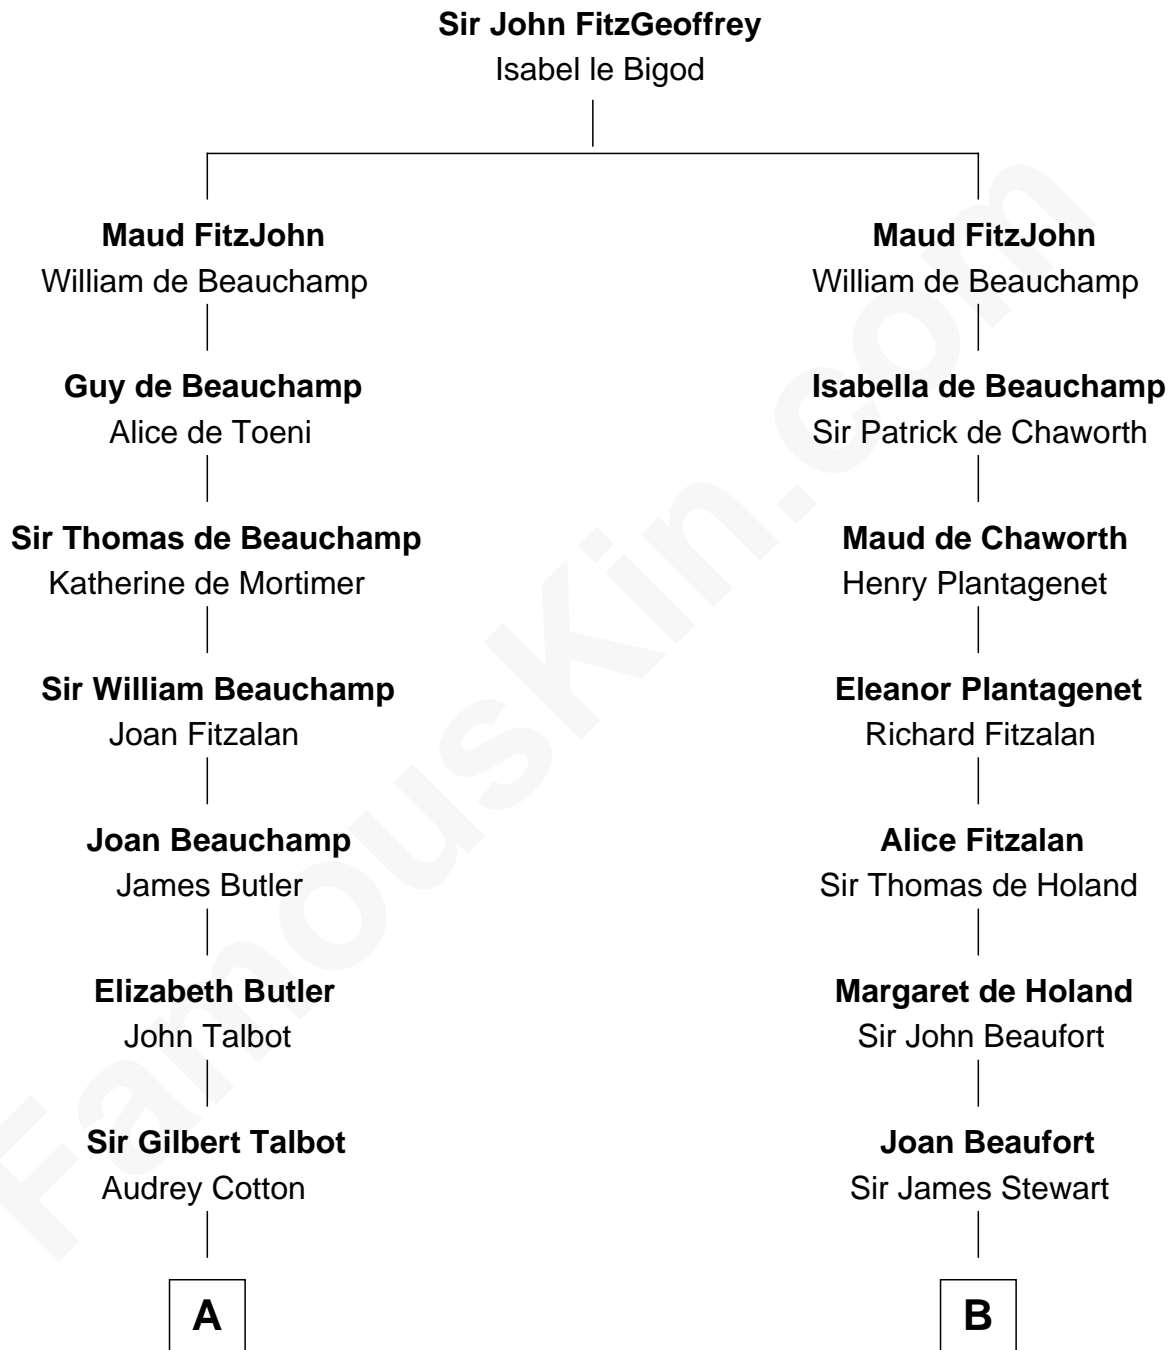 Sir John FitzGeoffrey
Isabel le Bigod
Maud FitzJohn
William de Beauchamp
Maud FitzJohn
William de Beauchamp
Guy de Beauchamp
Alice de Toeni
Isabella de Beauchamp
Sir Patrick de Chaworth
Sir Thomas de Beauchamp
Katherine de Mortimer
Maud de Chaworth
Henry Plantagenet
Sir William Beauchamp
Joan Fitzalan
Eleanor Plantagenet
Richard Fitzalan
Joan Beauchamp
James Butler
Alice Fitzalan
Sir Thomas de Holand
Elizabeth Butler
John Talbot
Margaret de Holand
Sir John Beaufort
Sir Gilbert Talbot
Audrey Cotton
Joan Beaufort
Sir James Stewart
A
B
FamousKin.com